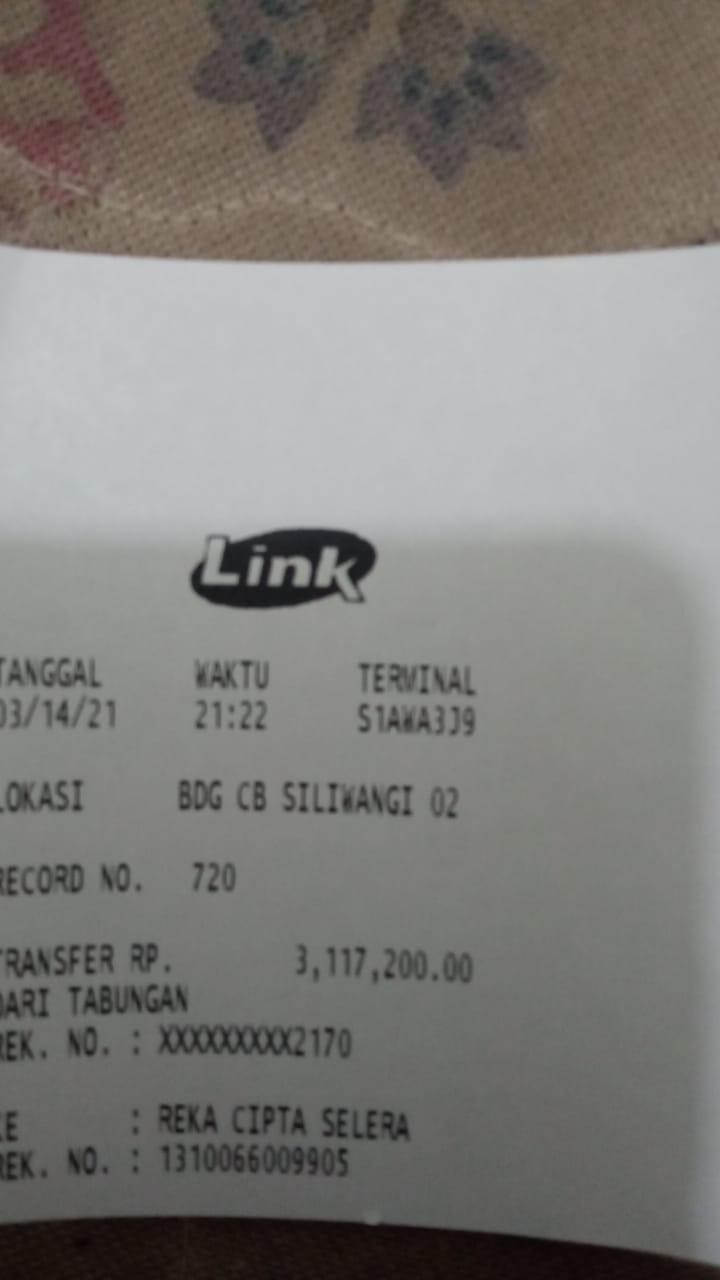 Link
TANGGAL WAKTU TERMINAL
03/14/21 21:22 S1AWA3J9
LOKASI BDG CB SILIWANGI 02
RECORD NO. 720
TRANSFER RP. 3,117,200.00
DARI TABUNGAN
REK. NO. : XXXXXXXXX2170
KE : REKA CIPTA SELERA
REK. NO. : 1310066009905